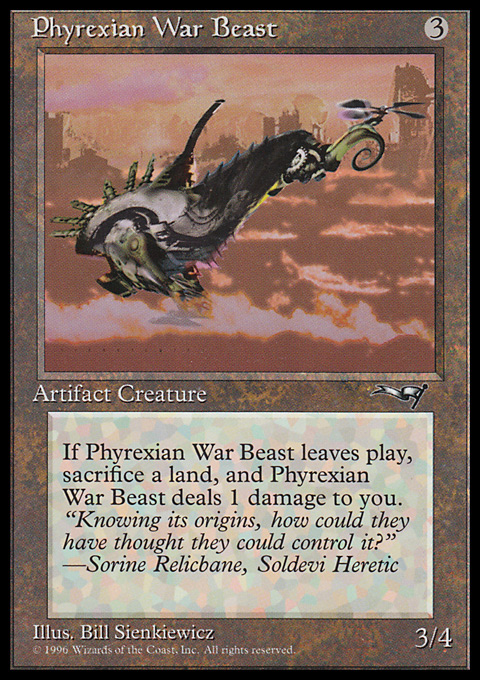 Phyrexian War Beast 3
Artifact Creature
If Phyrexian War Beast leaves play,
sacrifice a land, and Phyrexian
War Beast deals 1 damage to you.
“Knowing its origins, how could they
have thought they could control it?”
—Sorine Relicbane, Soldevi Heretic
Illus. Bill Sienkiewicz
© 1996 Wizards of the Coast, Inc. All rights reserved.
3/4